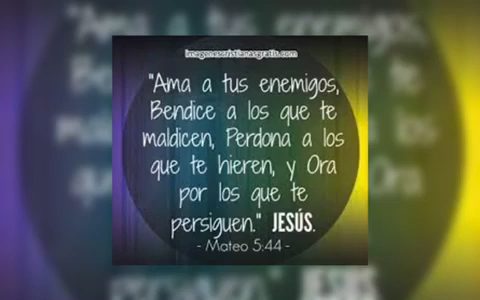 imagenescristianasgratis.com
"Ama a tus enemigos,
Bendice a los que te
maldicen, Perdona a los
que te hieren, y Ora
por los que te
persiguen." JESÚS.
- Mateo 5:44 -